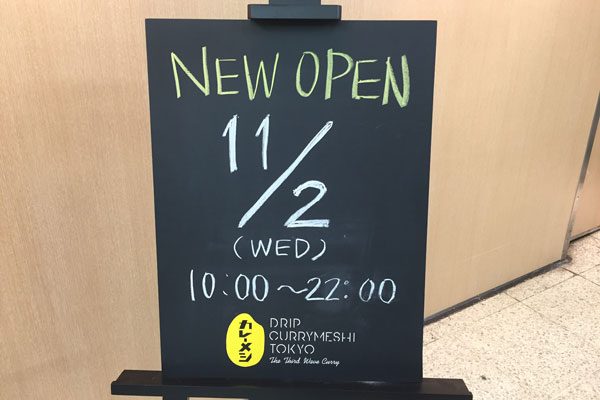 NEW OPEN
11/2
(WED)
10:00～22:00
カレーメシ
DRIP
CURRYMESHI
TOKYO
The Third Wave Curry